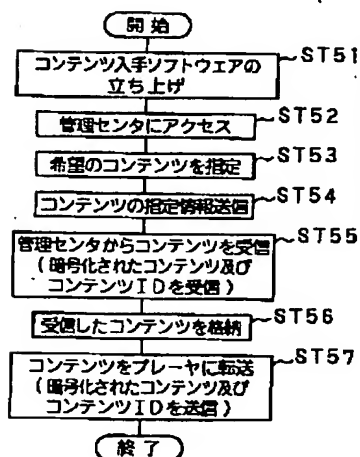 開始
コンテンツ入手ソフトウェアの
立ち上げ
ST51
管理センタにアクセス
ST52
希望のコンテンツを指定
ST53
コンテンツの指定情報送信
ST54
管理センタからコンテンツを受信
(暗号化されたコンテンツ及び
コンテンツIDを受信)
ST55
受信したコンテンツを格納
ST56
コンテンツをプレーヤに転送
(暗号化されたコンテンツ及び
コンテンツIDを送信)
ST57
終了